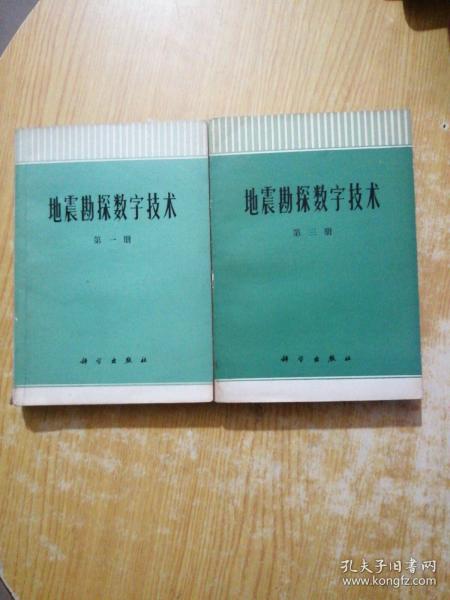 地震勘探数字技术
第一册
科学出版社
地震勘探数字技术
第三册
科学出版社
孔夫子旧书网
www.kongfz.com